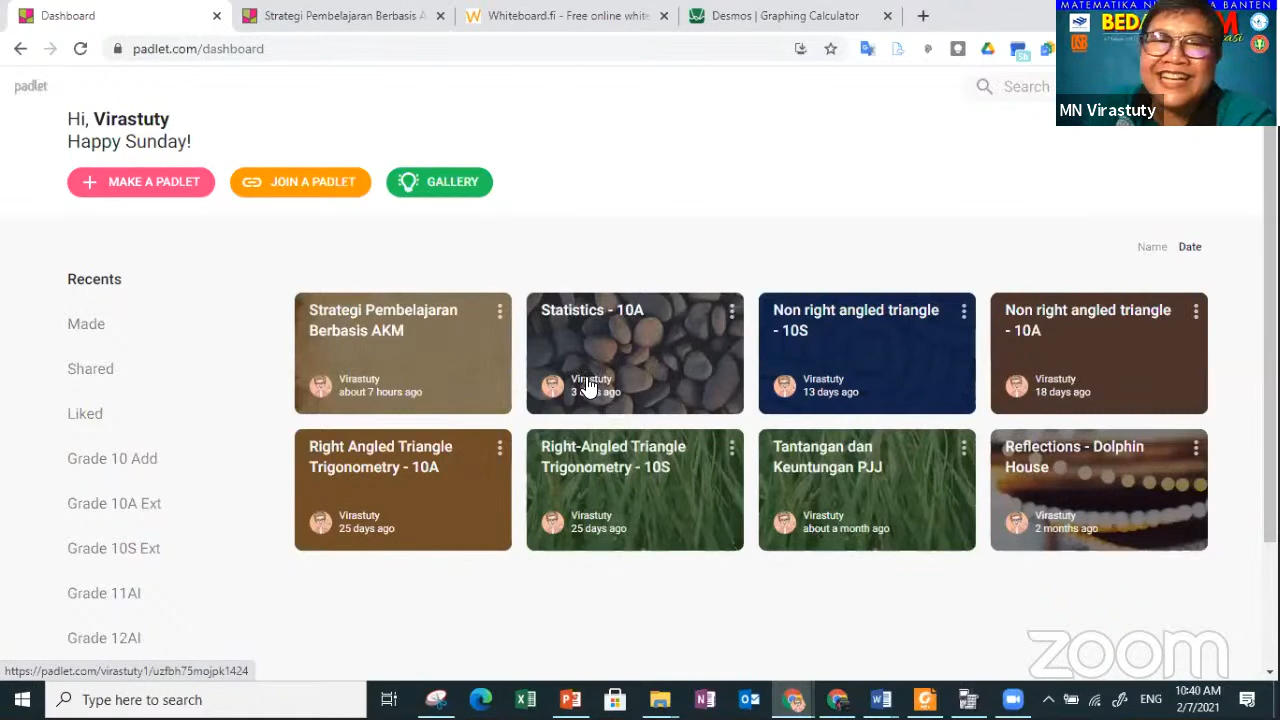 Dashboard
Strategi Pembelajaran Berbasis A
Whiteboard.fi - Free online white
Desmos | Graphing Calculator
padlet.com/dashboard
MATEMATIKA
BANTEN
MN Virastuty
padlet
Search
Hi, Virastuty
Happy Sunday!
MAKE A PADLET
JOIN A PADLET
GALLERY
Name Date
Recents
Made
Shared
Liked
Grade 10 Add
Grade 10A Ext
Grade 10S Ext
Grade 11AI
Grade 12AI
Strategi Pembelajaran
Berbasis AKM
Virastuty
about 7 hours ago
Statistics - 10A
Virastuty
Non right angled triangle
- 10S
Virastuty
13 days ago
Non right angled triangle
- 10A
Virastuty
18 days ago
Right Angled Triangle
Trigonometry - 10A
Virastuty
25 days ago
Right-Angled Triangle
Trigonometry - 10S
Virastuty
25 days ago
Tantangan dan
Keuntungan PJJ
Virastuty
about a month ago
Reflections - Dolphin
House
Virastuty
2 months ago
zoom
https://padlet.com/virastuty1/uzfbh75mojpk1424
Type here to search
ENG
10:40 AM
2/7/2021